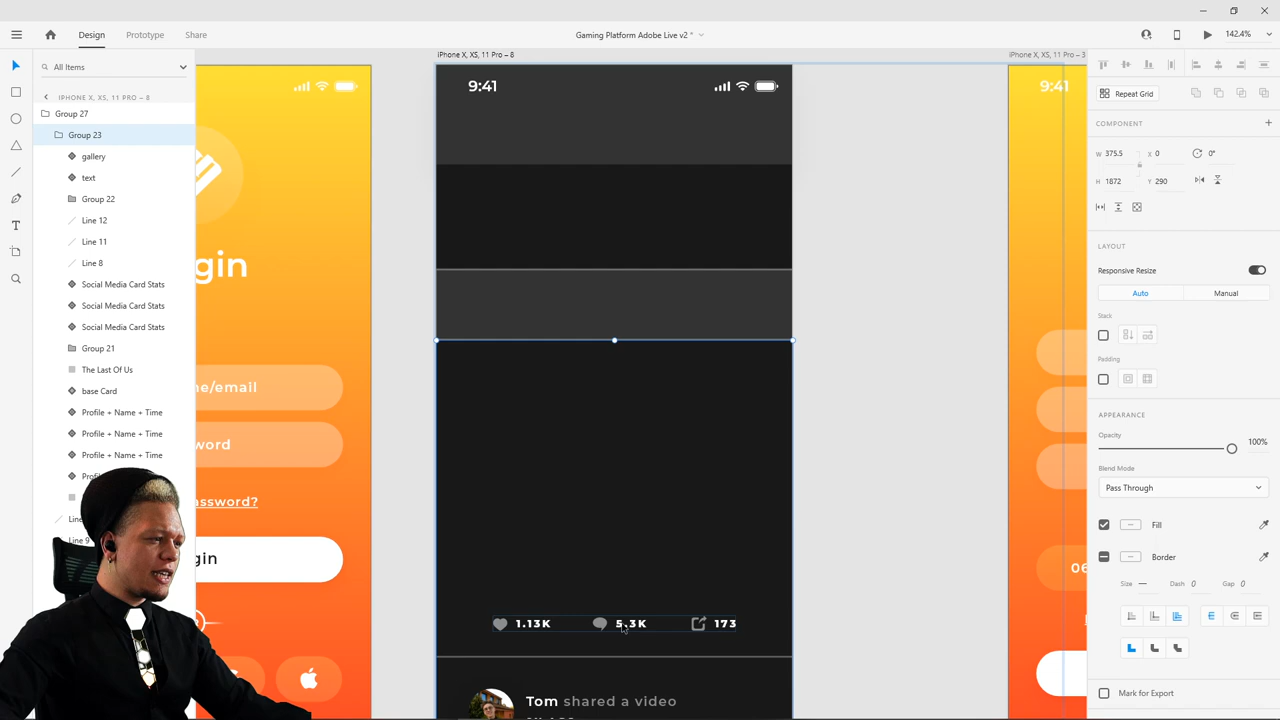 Design
Prototype
Share
Gaming Platform Adobe Live v2 *
142.4%
All Items
IPHONE X, XS, 11 PRO – 8
Group 27
Group 23
gallery
text
Group 22
Line 12
Line 11
Line 8
Social Media Card Stats
Social Media Card Stats
Social Media Card Stats
Group 21
The Last Of Us
base Card
Profile + Name + Time
Profile + Name + Time
Profile + Name + Time
Line 9
gin
ne/email
word
assword?
gin
iPhone X, XS, 11 Pro – 8
9:41
1.13K
5.3K
173
Tom shared a video
iPhone X, XS, 11 Pro – 3
9:41
06
Repeat Grid
COMPONENT
W 375.5
X 0
0°
H 1872
Y 290
LAYOUT
Responsive Resize
Auto
Manual
Stack
Padding
APPEARANCE
Opacity
100%
Blend Mode
Pass Through
Fill
Border
Size —
Dash 0
Gap 0
Mark for Export